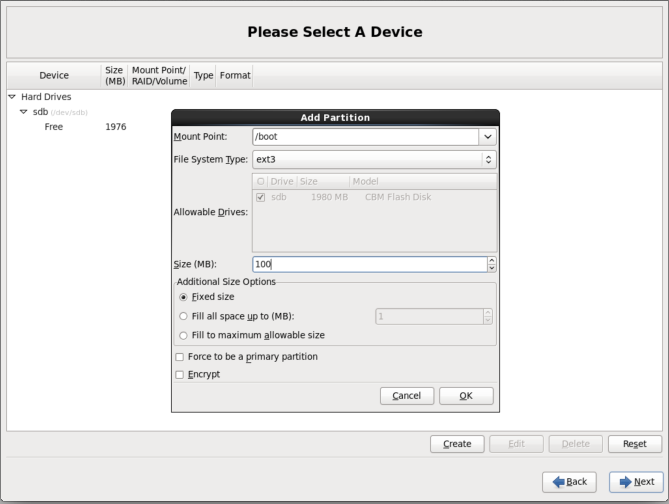 Please Select A Device
Device Size (MB) Mount Point/ RAID/Volume Type Format
Hard Drives
sdb (/dev/sdb)
Free 1976
Add Partition
Mount Point: /boot
File System Type: ext3
Allowable Drives:
O Drive Size Model
sdb 1980 MB CBM Flash Disk
Size (MB): 100
Additional Size Options
Fixed size
Fill all space up to (MB): 1
Fill to maximum allowable size
Force to be a primary partition
Encrypt
Cancel OK
Create Edit Delete Reset
Back Next